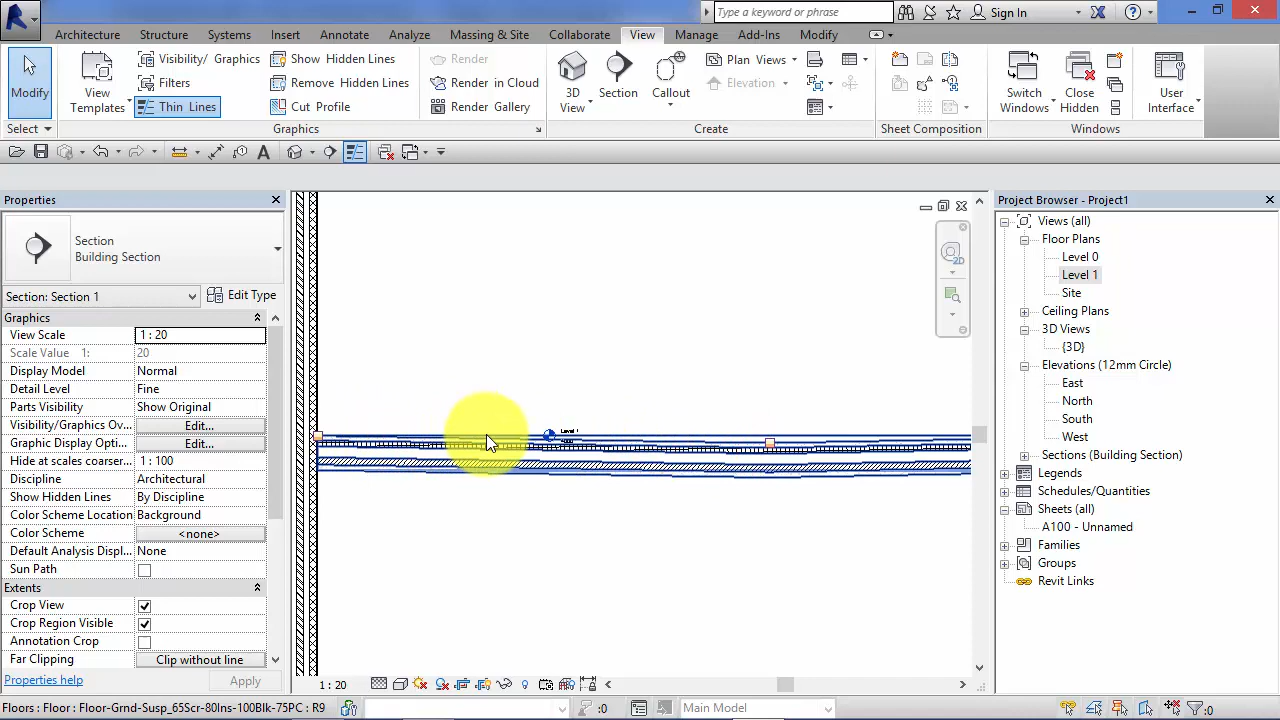 Type a keyword or phrase
Sign In
Architecture Structure Systems Insert Annotate Analyze Massing & Site Collaborate View Manage Add-Ins Modify
Modify
Select
View Templates
Visibility/ Graphics
Filters
Thin Lines
Show Hidden Lines
Remove Hidden Lines
Cut Profile
Graphics
Render
Render in Cloud
Render Gallery
3D View
Section
Callout
Plan Views
Elevation
Create
Sheet Composition
Switch Windows
Close Hidden
User Interface
Windows
Properties
Section
Building Section
Section: Section 1
Edit Type
Graphics
View Scale 1 : 20
Scale Value 1: 20
Display Model Normal
Detail Level Fine
Parts Visibility Show Original
Visibility/Graphics Ov... Edit...
Graphic Display Optio... Edit...
Hide at scales coarser... 1 : 100
Discipline Architectural
Show Hidden Lines By Discipline
Color Scheme Location Background
Color Scheme <none>
Default Analysis Displ... None
Sun Path
Extents
Crop View
Crop Region Visible
Annotation Crop
Far Clipping Clip without line
Properties help
Apply
2D
Level 1
1 : 20
Project Browser - Project1
Views (all)
Floor Plans
Level 0
Level 1
Site
Ceiling Plans
3D Views
{3D}
Elevations (12mm Circle)
East
North
South
West
Sections (Building Section)
Legends
Schedules/Quantities
Sheets (all)
A100 - Unnamed
Families
Groups
Revit Links
Floors : Floor : Floor-Grnd-Susp_65Scr-80Ins-100Blk-75PC : R9
:0
Main Model
:0